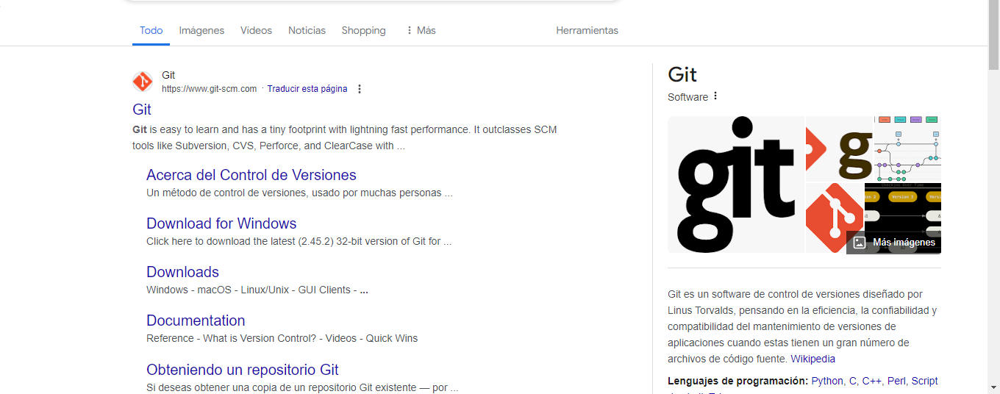 Todo Imágenes Vídeos Noticias Shopping Más Herramientas
Git
https://www.git-scm.com · Traducir esta página
Git
Git is easy to learn and has a tiny footprint with lightning fast performance. It outclasses SCM
tools like Subversion, CVS, Perforce, and ClearCase with ...
Acerca del Control de Versiones
Un método de control de versiones, usado por muchas personas ...
Download for Windows
Click here to download the latest (2.45.2) 32-bit version of Git for ...
Downloads
Windows - macOS - Linux/Unix - GUI Clients - ...
Documentation
Reference - What is Version Control? - Videos - Quick Wins
Obteniendo un repositorio Git
Si deseas obtener una copia de un repositorio Git existente — por ...
Git
Software
git
g
Version 3
Más imágenes
Git es un software de control de versiones diseñado por
Linus Torvalds, pensando en la eficiencia, la confiabilidad y
compatibilidad del mantenimiento de versiones de
aplicaciones cuando estas tienen un gran número de
archivos de código fuente. Wikipedia
Lenguajes de programación: Python, C, C++, Perl, Script